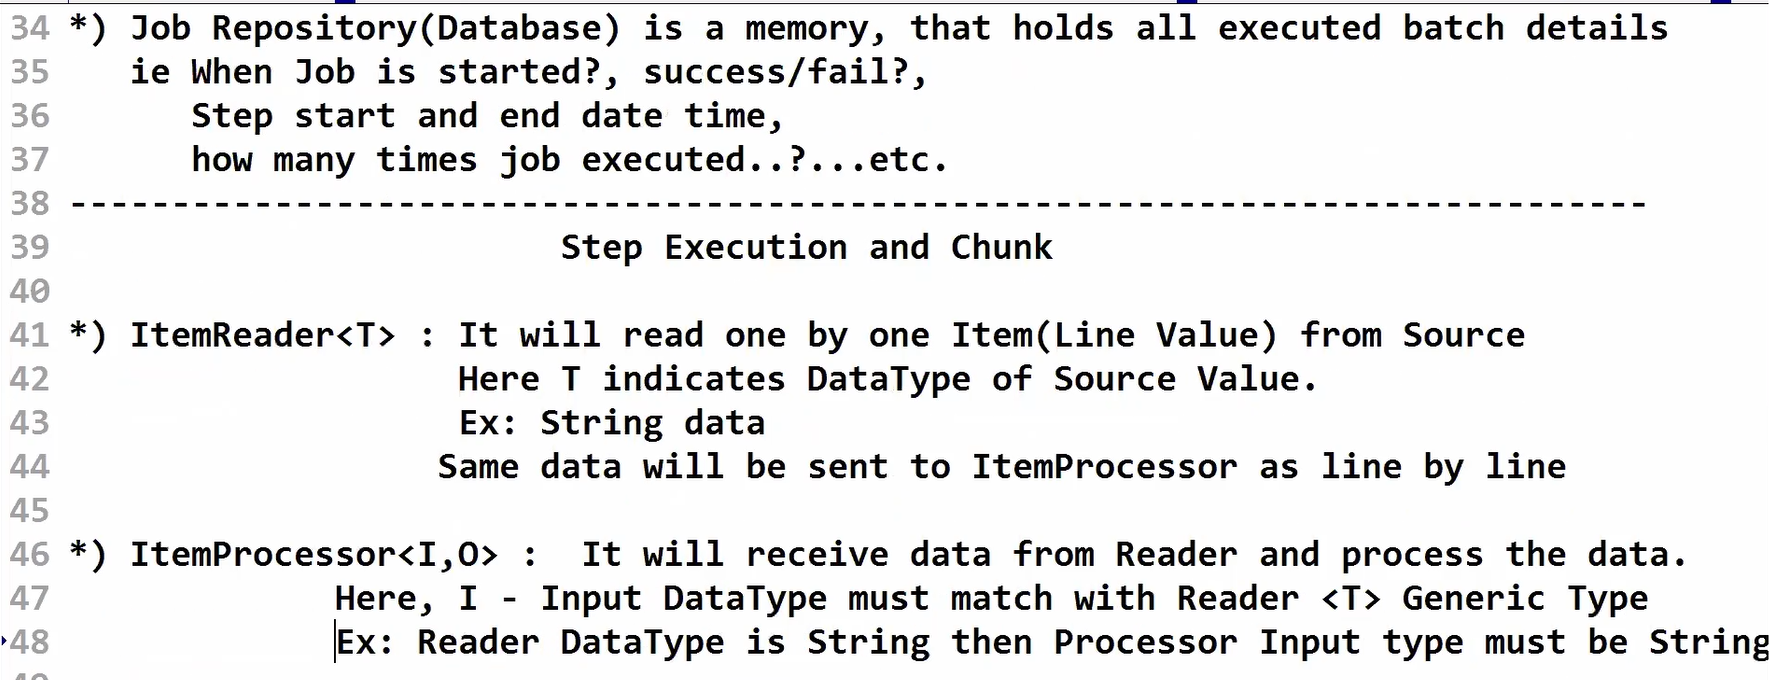 34 *) Job Repository(Database) is a memory, that holds all executed batch details
35    ie When Job is started?, success/fail?,
36       Step start and end date time,
37       how many times job executed..?...etc.
38 -----------------------------------------------------------------------------
39                         Step Execution and Chunk
40
41 *) ItemReader<T> : It will read one by one Item(Line Value) from Source
42                    Here T indicates DataType of Source Value.
43                    Ex: String data
44                   Same data will be sent to ItemProcessor as line by line
45
46 *) ItemProcessor<I,O> :  It will receive data from Reader and process the data.
47              Here, I - Input DataType must match with Reader <T> Generic Type
48              Ex: Reader DataType is String then Processor Input type must be String